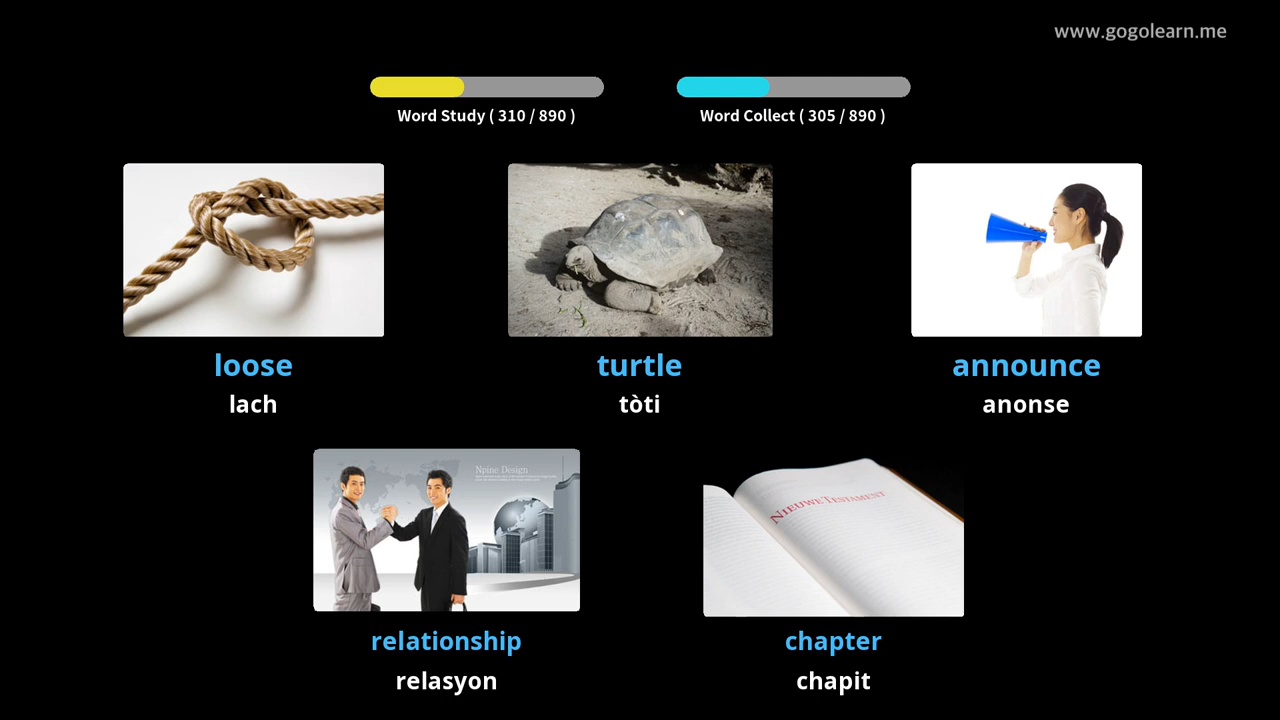 www.gogolearn.me
Word Study ( 310 / 890 )
Word Collect ( 305 / 890 )
loose
lach
turtle
tòti
announce
anonse
Npine Design
NIEUWE TESTAMENT
relationship
relasyon
chapter
chapit